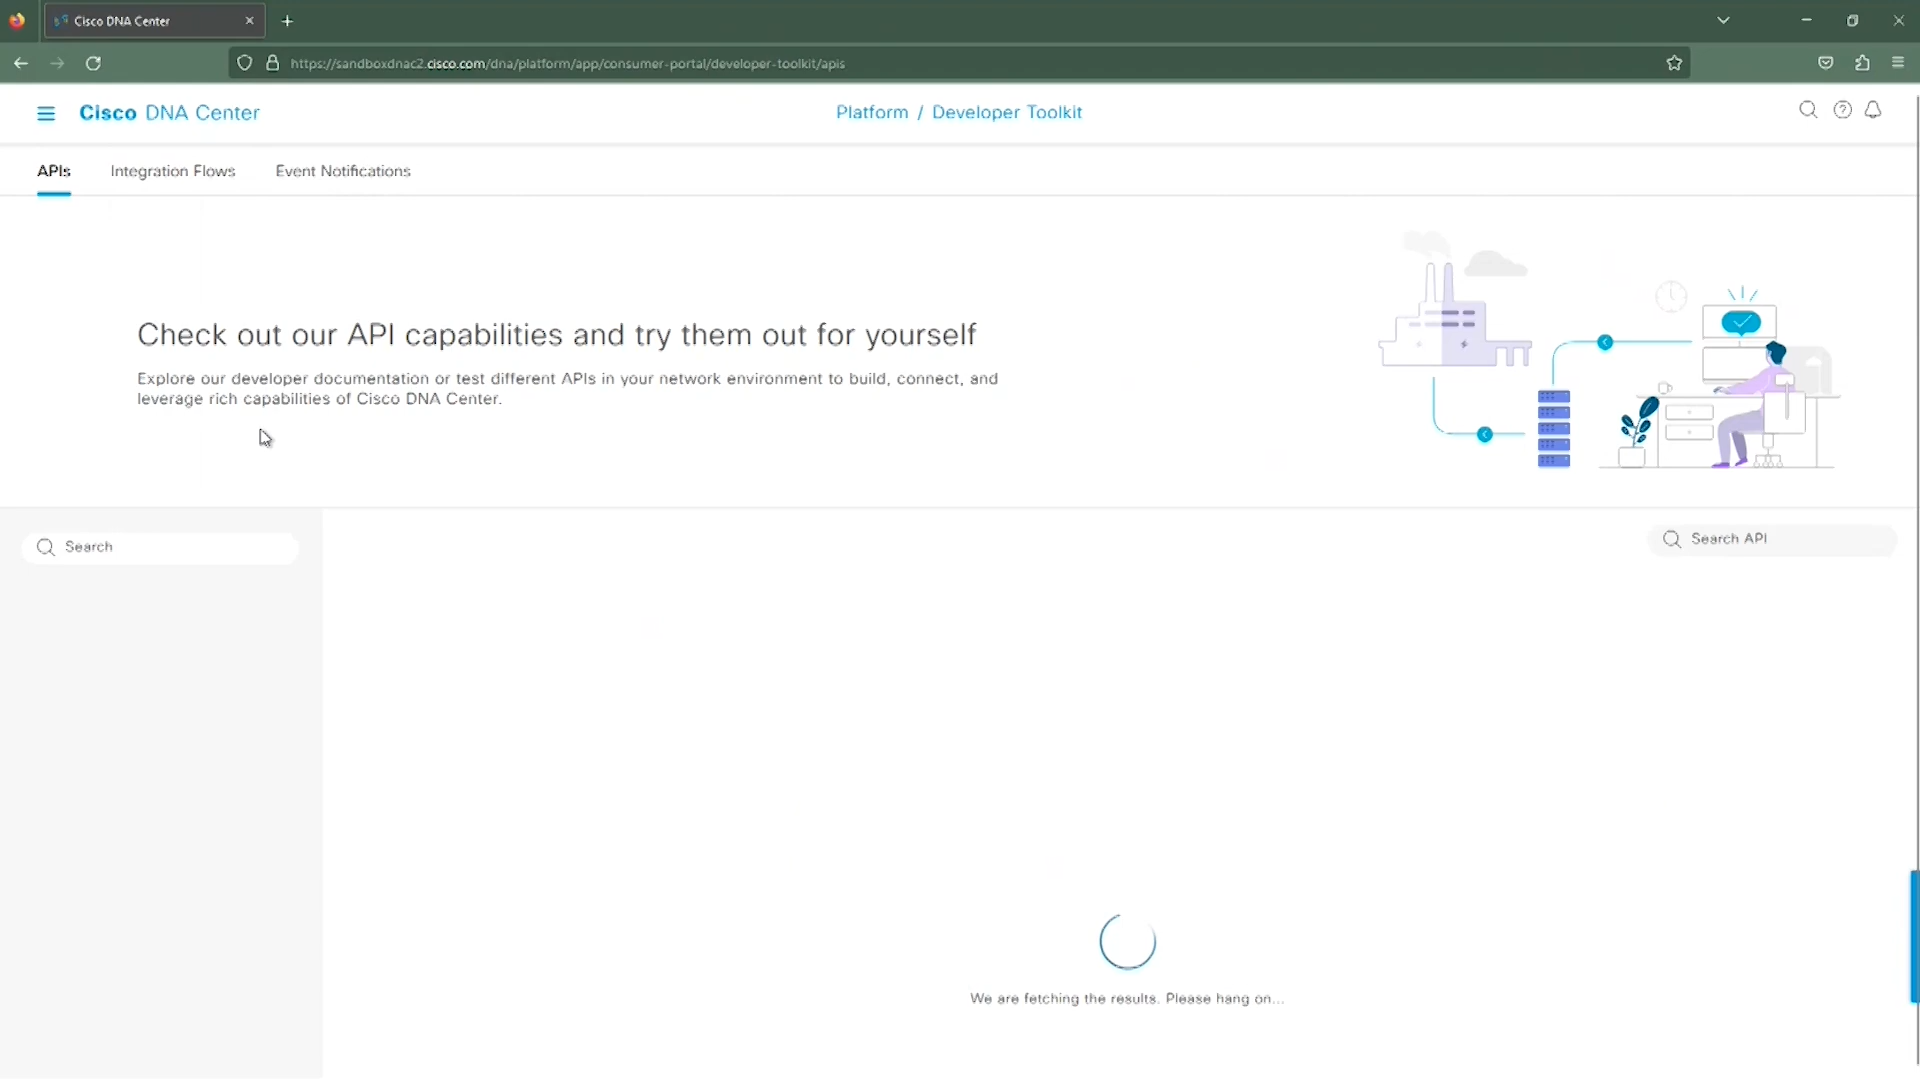 Cisco DNA Center
https://sandboxdnac2.cisco.com/dna/platform/app/consumer-portal/developer-toolkit/apis
Cisco DNA Center
Platform / Developer Toolkit
APIs
Integration Flows
Event Notifications
Check out our API capabilities and try them out for yourself
Explore our developer documentation or test different APIs in your network environment to build, connect, and
leverage rich capabilities of Cisco DNA Center.
Search
Search API
We are fetching the results. Please hang on...